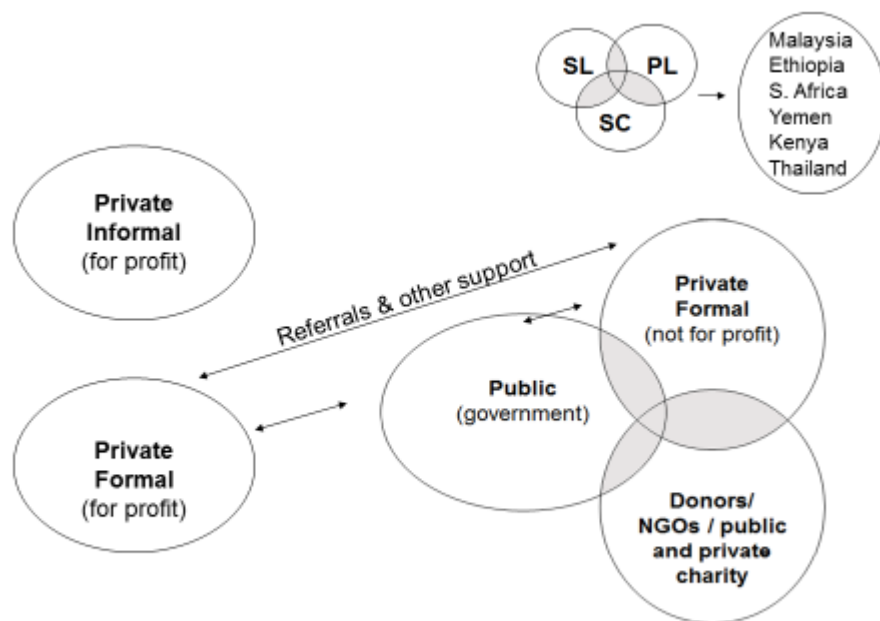 SL
PL
SC
Malaysia
Ethiopia
S. Africa
Yemen
Kenya
Thailand
Private
Informal
(for profit)
Referrals & other support
Private
Formal
(not for profit)
Public
(government)
Private
Formal
(for profit)
Donors/
NGOs / public
and private
charity